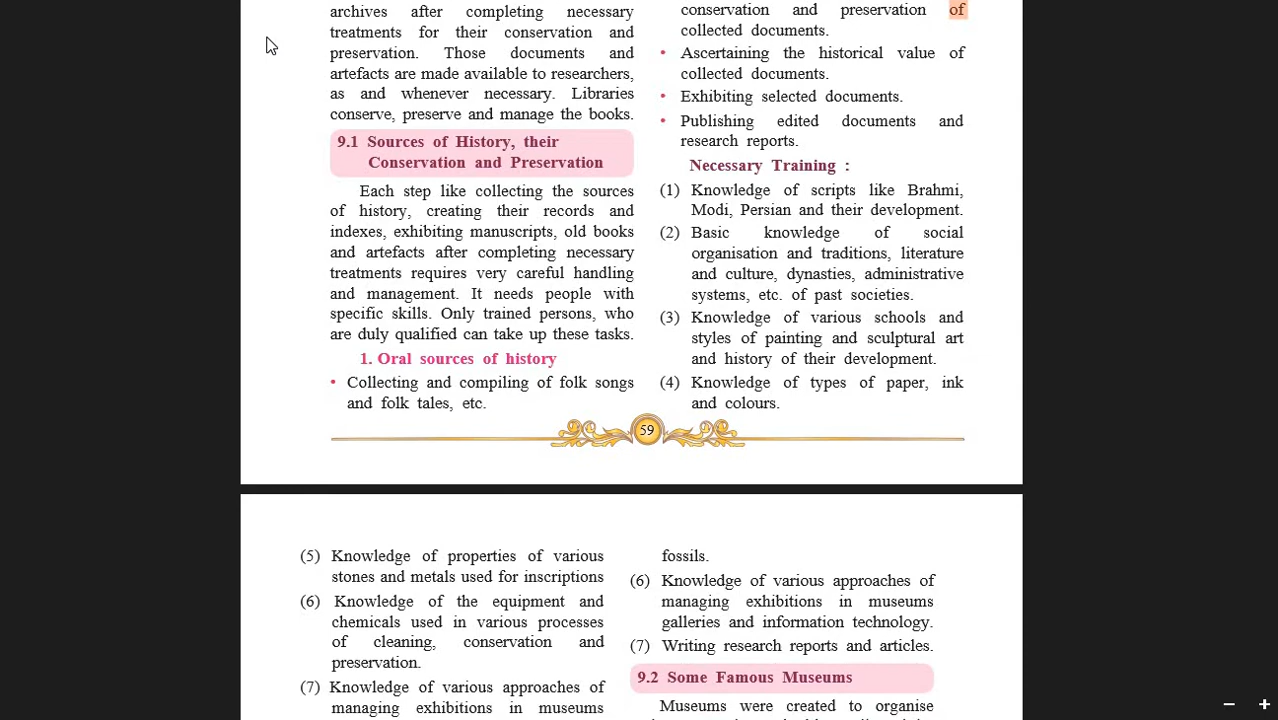 archives after completing necessary
treatments for their conservation and
preservation. Those documents and
artefacts are made available to researchers,
as and whenever necessary. Libraries
conserve, preserve and manage the books.
9.1 Sources of History, their
Conservation and Preservation
Each step like collecting the sources
of history, creating their records and
indexes, exhibiting manuscripts, old books
and artefacts after completing necessary
treatments requires very careful handling
and management. It needs people with
specific skills. Only trained persons, who
are duly qualified can take up these tasks.
1. Oral sources of history
• Collecting and compiling of folk songs
and folk tales, etc.
conservation and preservation of
collected documents.
• Ascertaining the historical value of
collected documents.
• Exhibiting selected documents.
• Publishing edited documents and
research reports.
Necessary Training :
(1) Knowledge of scripts like Brahmi,
Modi, Persian and their development.
(2) Basic knowledge of social
organisation and traditions, literature
and culture, dynasties, administrative
systems, etc. of past societies.
(3) Knowledge of various schools and
styles of painting and sculptural art
and history of their development.
(4) Knowledge of types of paper, ink
and colours.
59
(5) Knowledge of properties of various
stones and metals used for inscriptions
(6) Knowledge of the equipment and
chemicals used in various processes
of cleaning, conservation and
preservation.
(7) Knowledge of various approaches of
managing exhibitions in museums
fossils.
(6) Knowledge of various approaches of
managing exhibitions in museums
galleries and information technology.
(7) Writing research reports and articles.
9.2 Some Famous Museums
Museums were created to organise